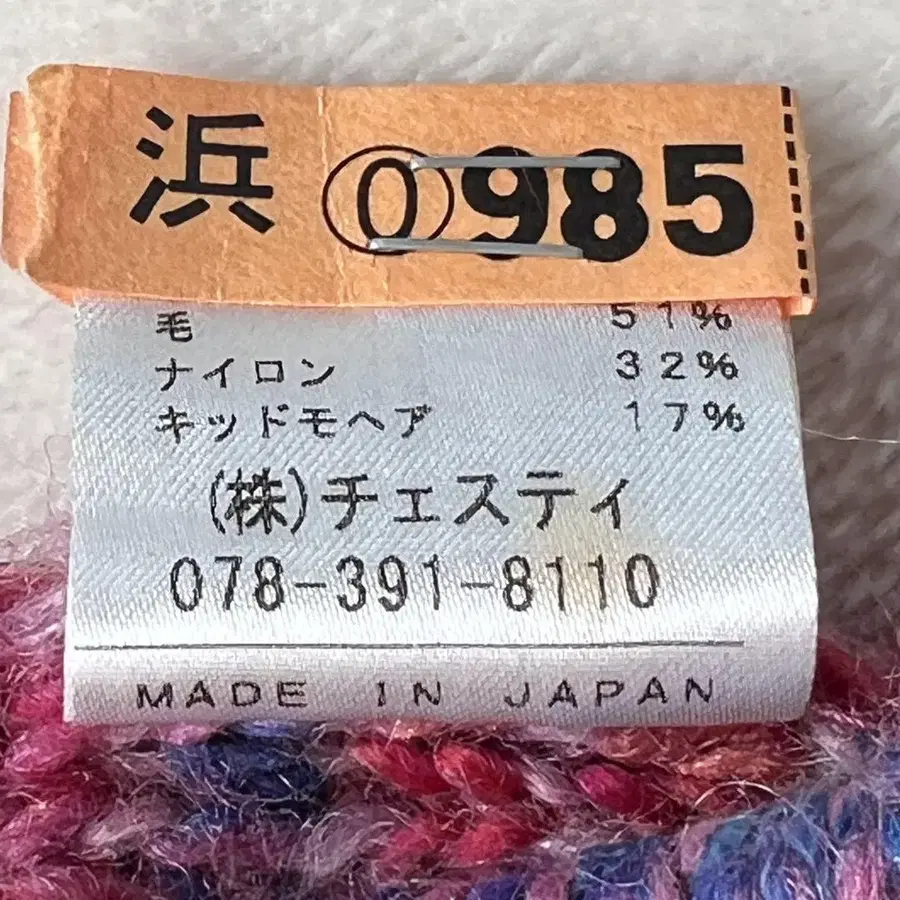 浜 ⓪985
毛 51%
ナイロン 32%
キッドモヘア 17%
(株)チェスティ
078-391-8110
MADE IN JAPAN